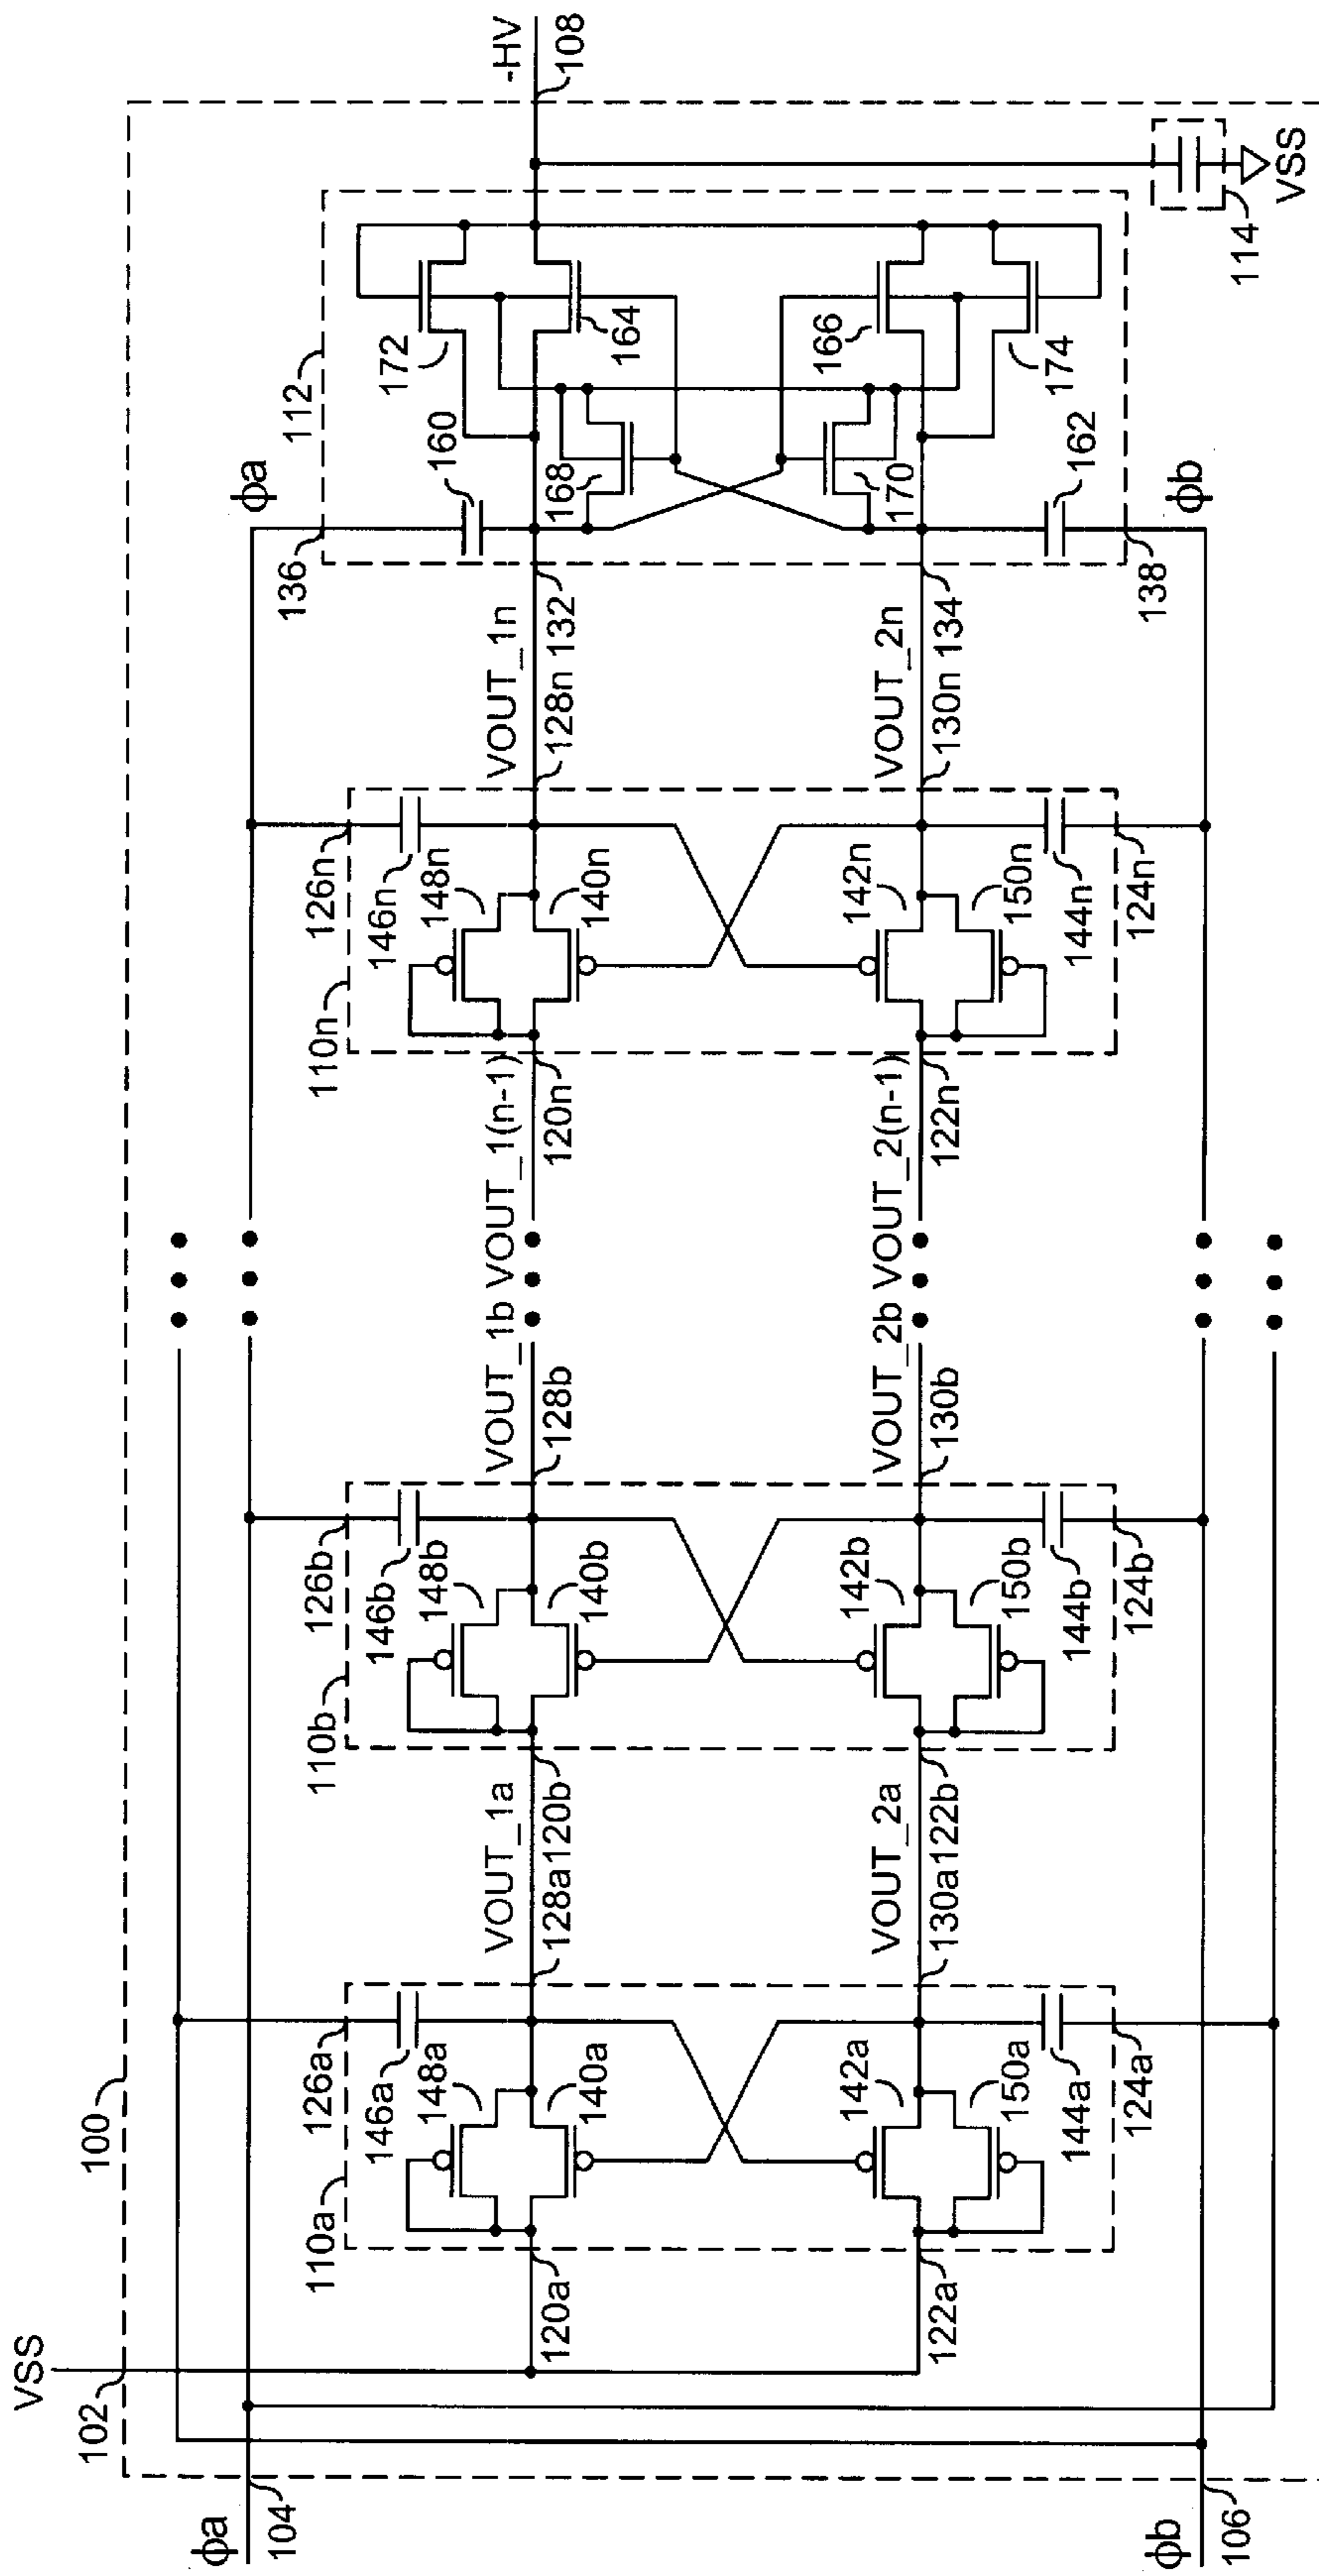 VSS
102
100
ϕa
104
ϕb
106
110a
126a
146a
148a
140a
120a
VOUT_1a
128a
120b
142a
150a
144a
124a
122a
VOUT_2a
130a
122b
110b
126b
146b
148b
140b
VOUT_1b
128b
142b
150b
144b
124b
VOUT_2b
130b
110n
126n
146n
148n
140n
VOUT_1(n-1)
120n
VOUT_1n
128n
132
142n
150n
144n
124n
VOUT_2(n-1)
122n
VOUT_2n
130n
134
ϕa
136
112
160
172
164
168
166
170
174
162
138
ϕb
-HV
108
114
VSS